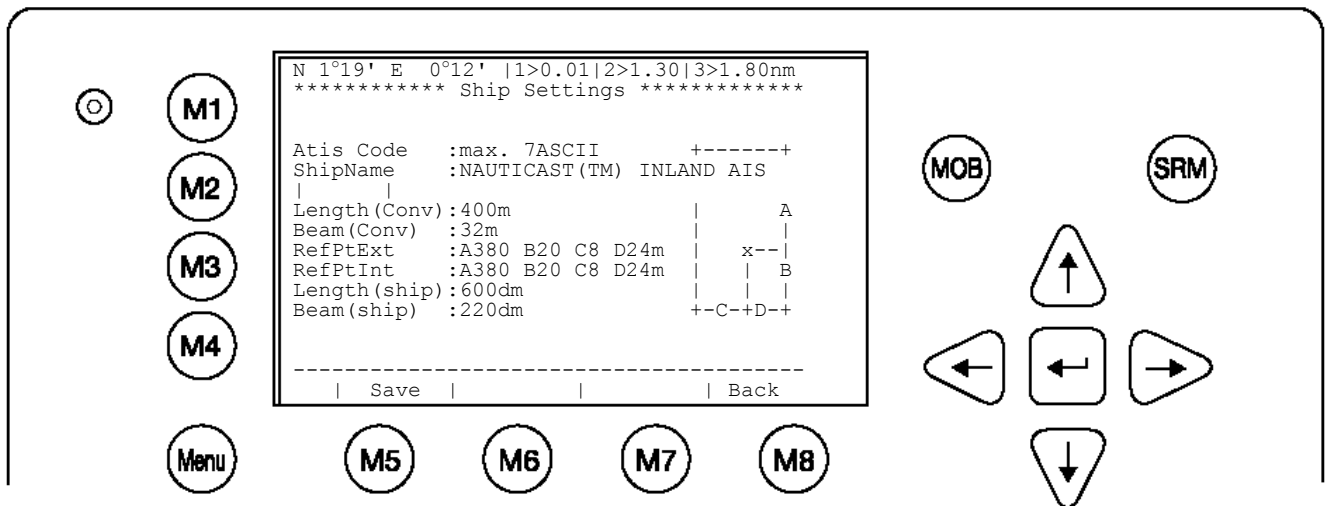 N 1°19' E  0°12' |1>0.01|2>1.30|3>1.80nm
************ Ship Settings *************
Atis Code   :max. 7ASCII       +------+
ShipName    :NAUTICAST(TM) INLAND AIS
|      |
Length(Conv):400m              |      A
Beam(Conv)  :32m               |      |
RefPtExt    :A380 B20 C8 D24m  |   x--|
RefPtInt    :A380 B20 C8 D24m  |   |  B
Length(ship):600dm             |   |  |
Beam(ship)  :220dm             +-C-+D-+
----------------------------------------
|  Save  |         |         | Back
M1
M2
M3
M4
Menu
M5
M6
M7
M8
MOB
SRM